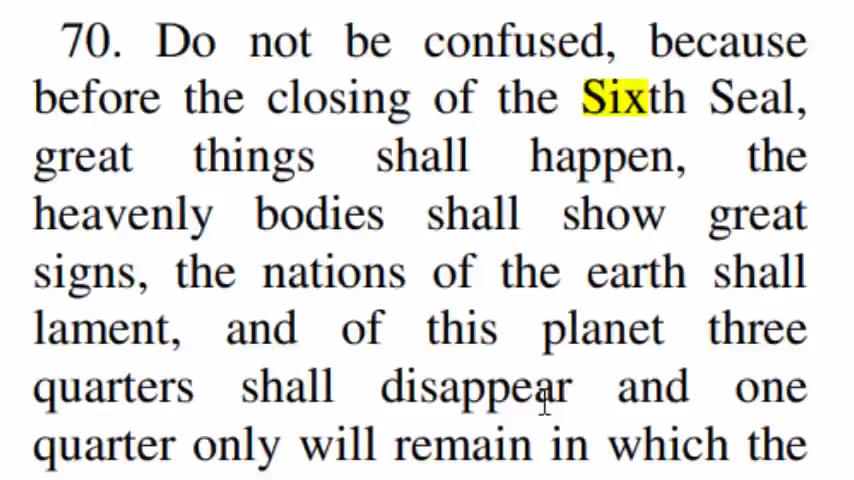 70. Do not be confused, because
before the closing of the Sixth Seal,
great things shall happen, the
heavenly bodies shall show great
signs, the nations of the earth shall
lament, and of this planet three
quarters shall disappear and one
quarter only will remain in which the